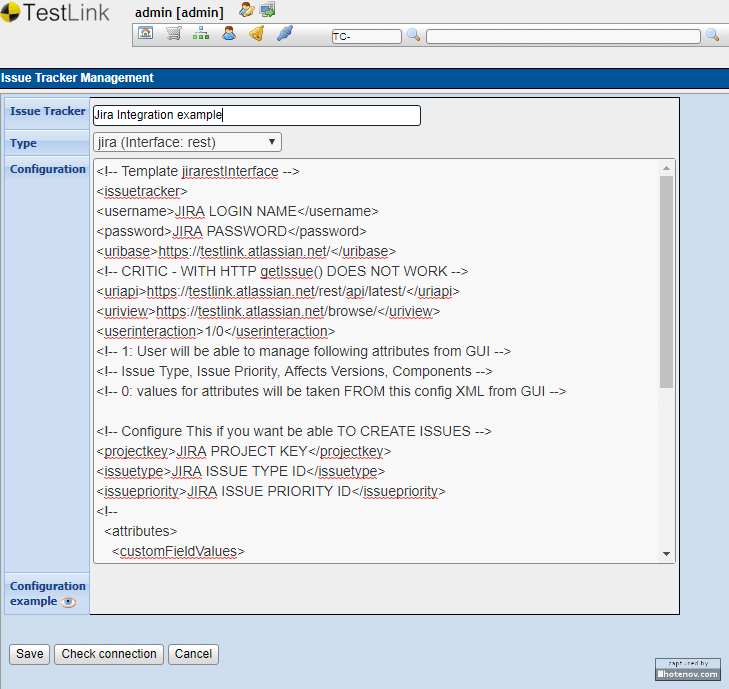 TestLink
admin [admin]
TC-
Issue Tracker Management
Issue Tracker
Jira Integration example
Type
jira (Interface: rest)
Configuration
<!-- Template jirarestInterface -->
<issuetracker>
<username>JIRA LOGIN NAME</username>
<password>JIRA PASSWORD</password>
<uribase>https://testlink.atlassian.net/</uribase>
<!-- CRITIC - WITH HTTP getIssue() DOES NOT WORK -->
<uriapi>https://testlink.atlassian.net/rest/api/latest/</uriapi>
<uriview>https://testlink.atlassian.net/browse/</uriview>
<userinteraction>1/0</userinteraction>
<!-- 1: User will be able to manage following attributes from GUI -->
<!-- Issue Type, Issue Priority, Affects Versions, Components -->
<!-- 0: values for attributes will be taken FROM this config XML from GUI -->
<!-- Configure This if you want be able TO CREATE ISSUES -->
<projectkey>JIRA PROJECT KEY</projectkey>
<issuetype>JIRA ISSUE TYPE ID</issuetype>
<issuepriority>JIRA ISSUE PRIORITY ID</issuepriority>
<!--
<attributes>
<customFieldValues>
Configuration
example
Save
Check connection
Cancel
captured by
hotenov.com